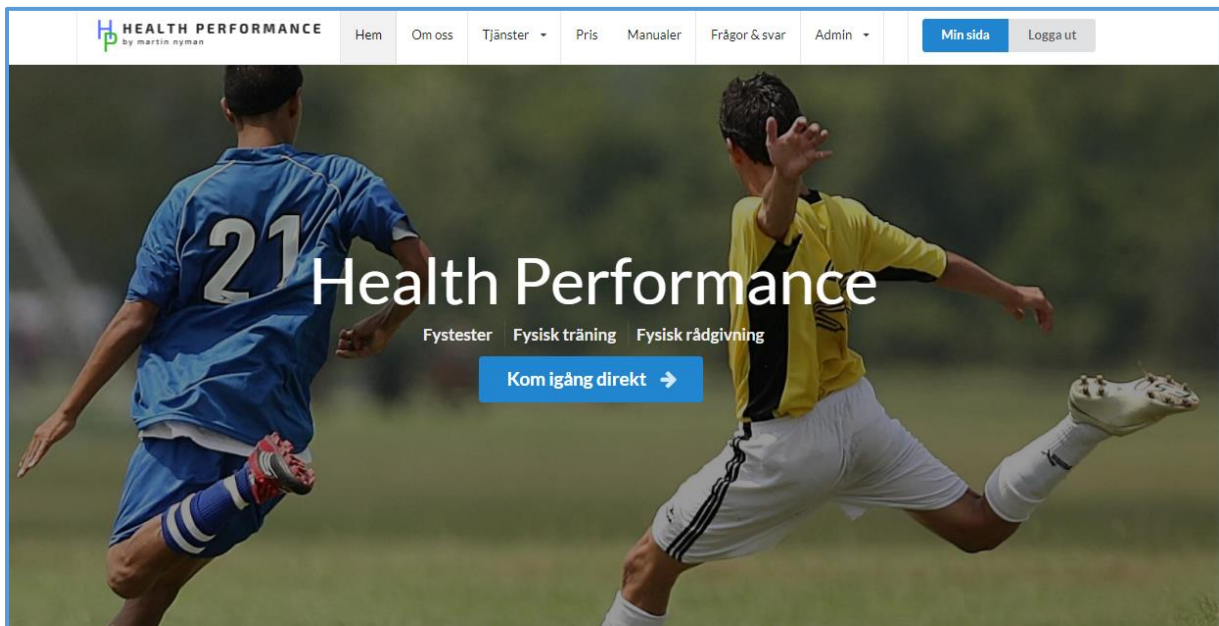 HP HEALTH PERFORMANCE
by martin nyman
Hem Om oss Tjänster Pris Manualer Frågor & svar Admin Min sida Logga ut
21
Health Performance
Fystester Fysisk träning Fysisk rådgivning
Kom igång direkt